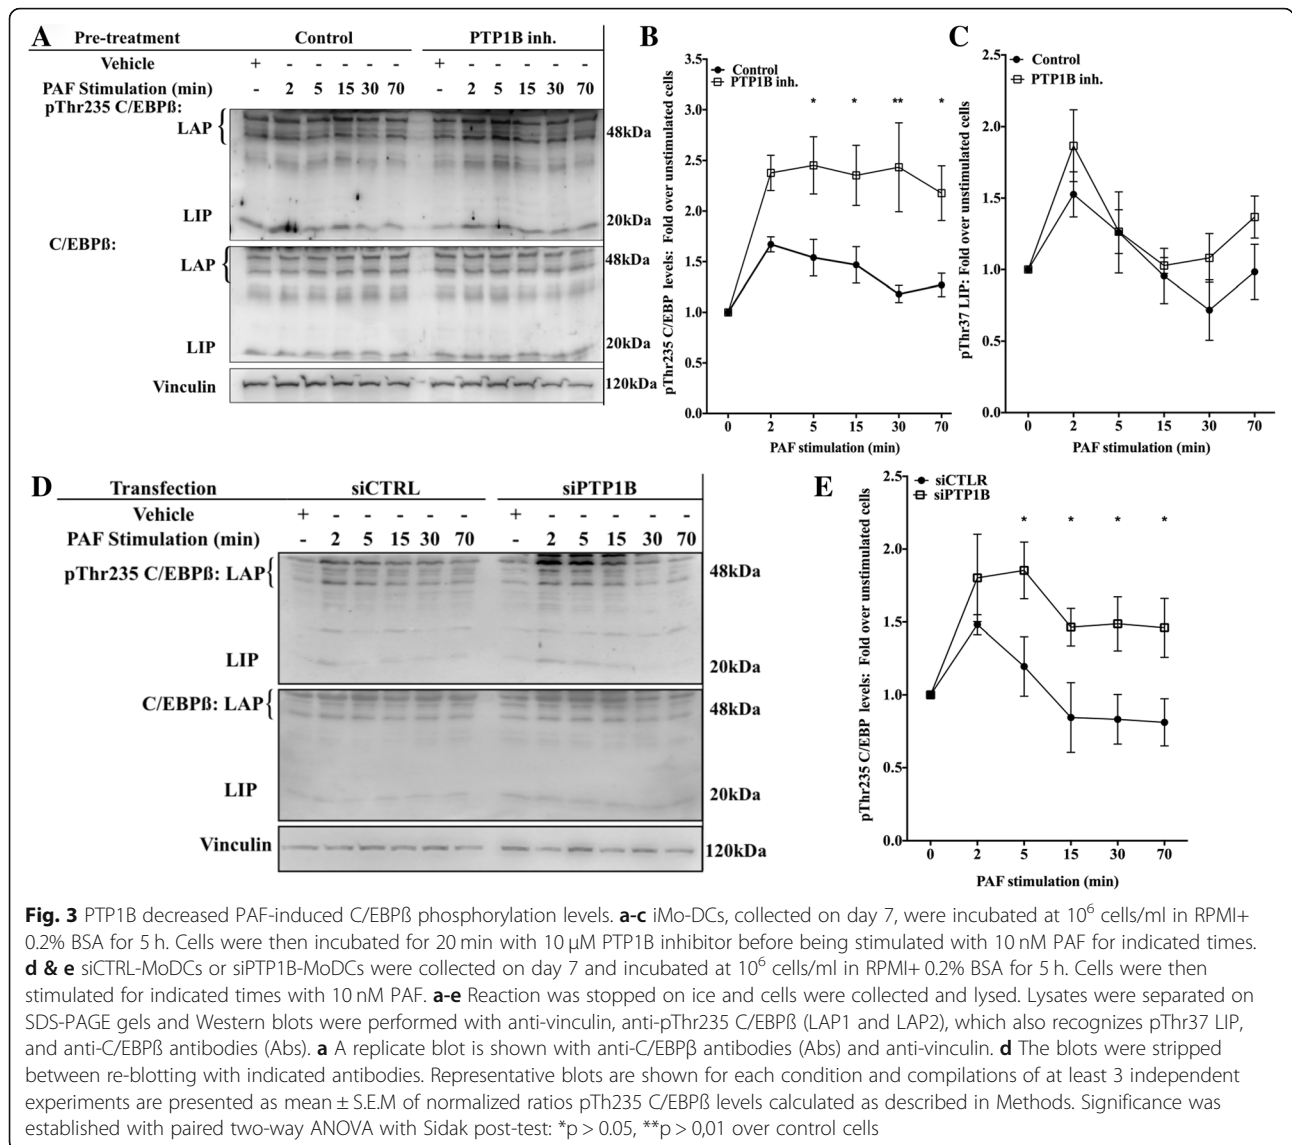 A
Pre-treatment Control PTP1B inh.
Vehicle + - - - - - + - - - - -
PAF Stimulation (min) - 2 5 15 30 70 - 2 5 15 30 70
pThr235 C/EBPß:
LAP 48kDa
LIP 20kDa
C/EBPß:
LAP 48kDa
LIP 20kDa
Vinculin 120kDa
B
Control
PTP1B inh.
pThr235 C/EBP levels: Fold over unstimulated cells
3.5
3.0
2.5
2.0
1.5
1.0
0.5
0.0
* * ** *
0 2 5 15 30 70
PAF stimulation (min)
C
Control
PTP1B inh.
pThr37 LIP: Fold over unstimulated cell
2.5
2.0
1.5
1.0
0.5
0.0
0 2 5 15 30 70
PAF stimulation (min)
D
Transfection siCTRL siPTP1B
Vehicle + - - - - - + - - - - -
PAF Stimulation (min) - 2 5 15 30 70 - 2 5 15 30 70
pThr235 C/EBPß: LAP 48kDa
LIP 20kDa
C/EBPß: LAP 48kDa
LIP 20kDa
Vinculin 120kDa
E
siCTLR
siPTP1B
pThr235 C/EBP levels: Fold over unstimulated cells
2.5
2.0
1.5
1.0
0.5
0.0
* * * *
0 2 5 15 30 70
PAF stimulation (min)
Fig. 3 PTP1B decreased PAF-induced C/EBPß phosphorylation levels. a-c iMo-DCs, collected on day 7, were incubated at 10⁶ cells/ml in RPMI+
0.2% BSA for 5 h. Cells were then incubated for 20 min with 10 µM PTP1B inhibitor before being stimulated with 10 nM PAF for indicated times.
d & e siCTRL-MoDCs or siPTP1B-MoDCs were collected on day 7 and incubated at 10⁶ cells/ml in RPMI+ 0.2% BSA for 5 h. Cells were then
stimulated for indicated times with 10 nM PAF. a-e Reaction was stopped on ice and cells were collected and lysed. Lysates were separated on
SDS-PAGE gels and Western blots were performed with anti-vinculin, anti-pThr235 C/EBPß (LAP1 and LAP2), which also recognizes pThr37 LIP,
and anti-C/EBPß antibodies (Abs). a A replicate blot is shown with anti-C/EBPβ antibodies (Abs) and anti-vinculin. d The blots were stripped
between re-blotting with indicated antibodies. Representative blots are shown for each condition and compilations of at least 3 independent
experiments are presented as mean ± S.E.M of normalized ratios pTh235 C/EBPß levels calculated as described in Methods. Significance was
established with paired two-way ANOVA with Sidak post-test: *p > 0.05, **p > 0,01 over control cells